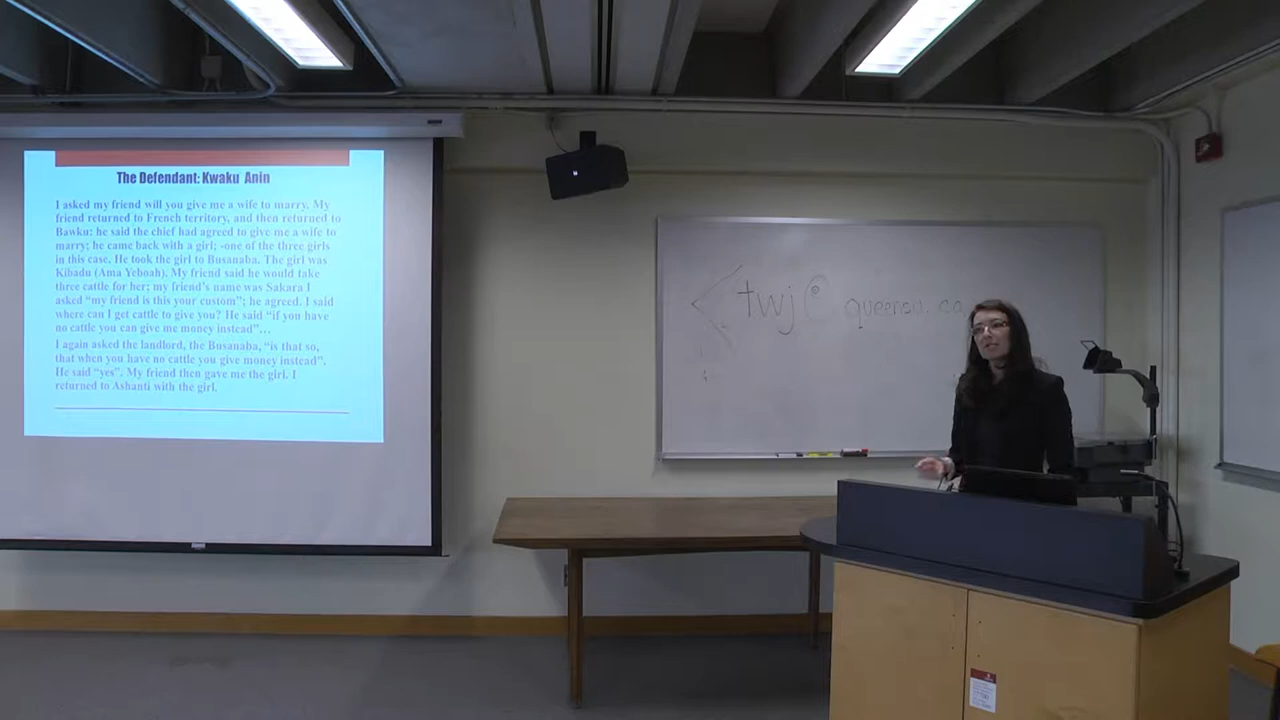 The Defendant: Kwaku Anin
I asked my friend will you give me a wife to marry. My
friend returned to French territory, and then returned to
Bawku: he said the chief had agreed to give me a wife to
marry; he came back with a girl; -one of the three girls
in this case. He took the girl to Busanaba. The girl was
Kibadu (Ama Yeboah). My friend said he would take
three cattle for her; my friend's name was Sakara I
asked "my friend is this your custom"; he agreed. I said
where can I get cattle to give you? He said "if you have
no cattle you can give me money instead"...
I again asked the landlord, the Busanaba, "is that so,
that when you have no cattle you give money instead".
He said "yes". My friend then gave me the girl. I
returned to Ashanti with the girl.
twj@ queensu.ca